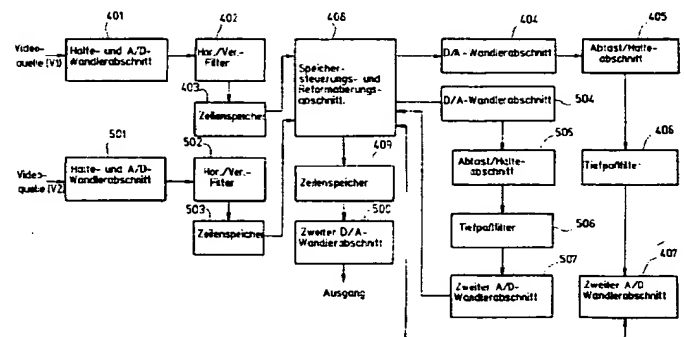 401
402
408
404
405
Video-
quelle (V1)
Halte- und A/D-
Wandlerabschnitt
Hor./Ver.-
Filter
Speicher-
steuerungs- und
Reformatierungs-
abschnitt.
D/A-Wandlerabschnitt
Abtast/Halte-
abschnitt
403
Zeilenspeicher
D/A-Wandlerabschnitt
504
501
502
409
505
406
Video-
quelle (V2)
Halte- und A/D-
Wandlerabschnitt
Hor./Ver.-
Filter
Zeilenspeicher
Abtast/Halte-
abschnitt
Tiefpaßfilter
503
Zeilenspeicher
500
Zweiter D/A-
Wandlerabschnitt
Tiefpaßfilter
506
507
407
Ausgang
Zweiter A/D-
Wandlerabschnitt
Zweiter A/D
Wandlerabschnitt